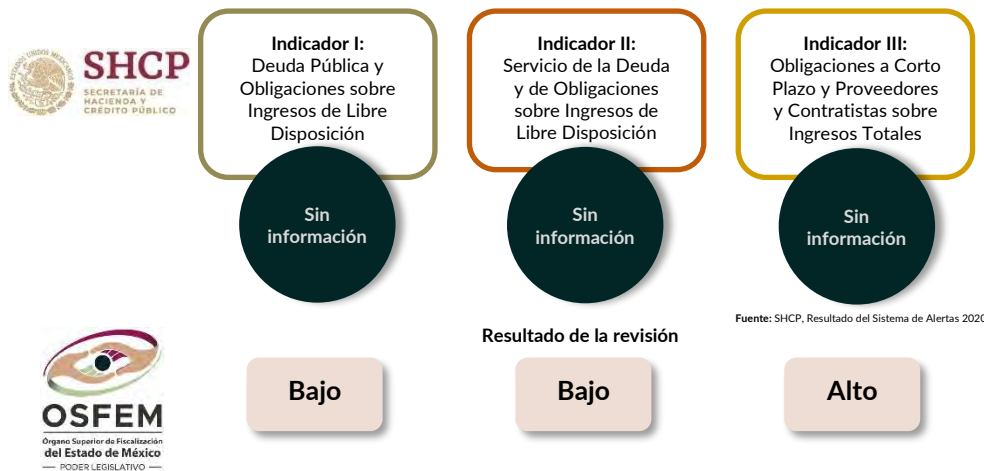 SHCP
SECRETARÍA DE
HACIENDA Y
CRÉDITO PÚBLICO
Indicador I:
Deuda Pública y
Obligaciones sobre
Ingresos de Libre
Disposición
Sin
información
Indicador II:
Servicio de la Deuda
y de Obligaciones
sobre Ingresos de
Libre Disposición
Sin
información
Indicador III:
Obligaciones a Corto
Plazo y Proveedores
y Contratistas sobre
Ingresos Totales
Sin
información
Fuente: SHCP, Resultado del Sistema de Alertas 2020
Resultado de la revisión
OSFEM
Órgano Superior de Fiscalización
del Estado de México
PODER LEGISLATIVO
Bajo
Bajo
Alto